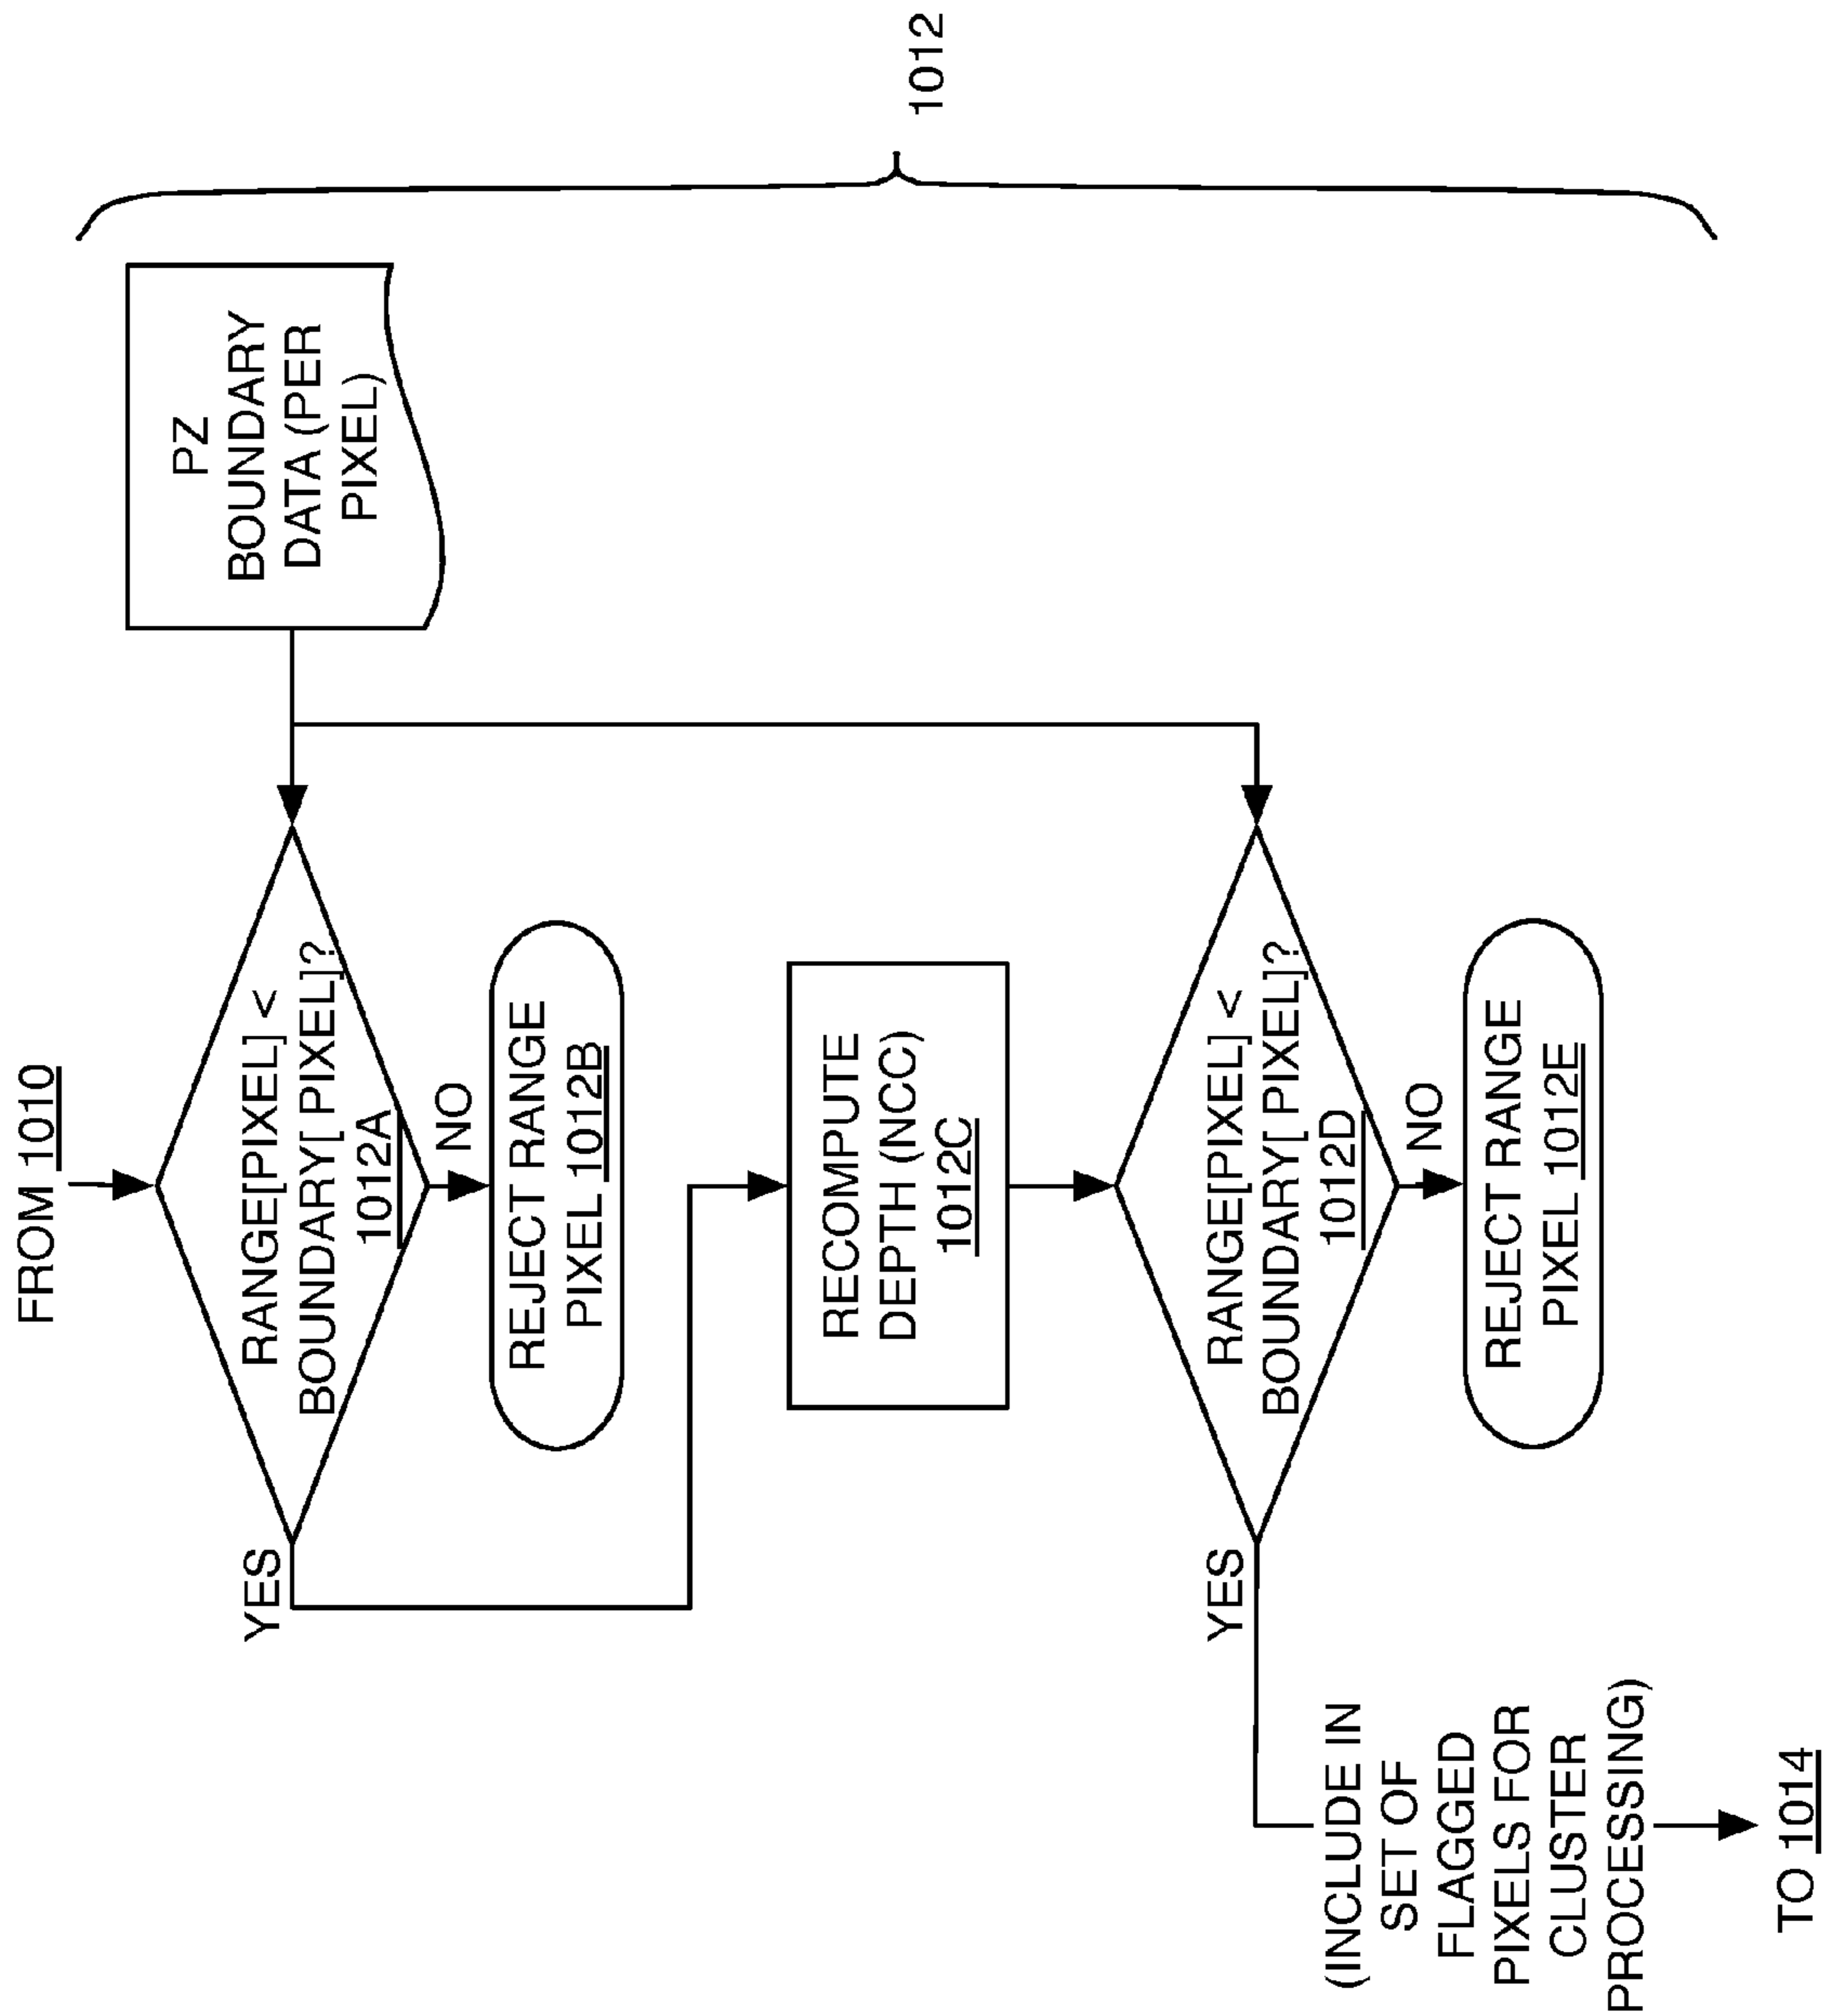 FROM 1010
PZ
BOUNDARY
DATA (PER
PIXEL)
RANGE[PIXEL] <
BOUNDARY[ PIXEL]?
1012A
YES
NO
REJECT RANGE
PIXEL 1012B
RECOMPUTE
DEPTH (NCC)
1012C
RANGE[PIXEL] <
BOUNDARY[ PIXEL]?
1012D
YES
NO
REJECT RANGE
PIXEL 1012E
(INCLUDE IN
SET OF
FLAGGED
PIXELS FOR
CLUSTER
PROCESSING)
TO 1014
1012